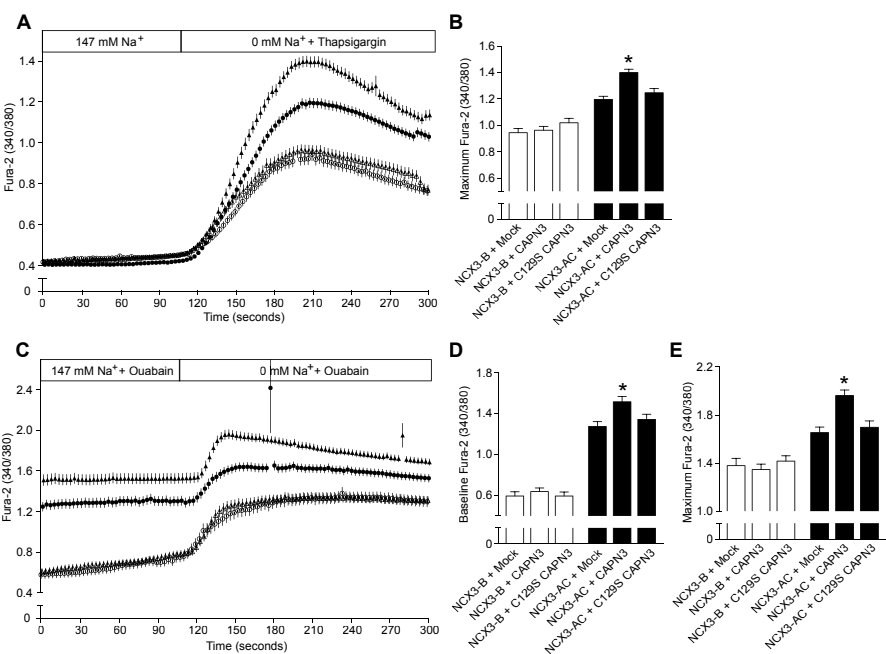 A
147 mM Na+
0 mM Na+ + Thapsigargin
Fura-2 (340/380)
1.4
1.2
1.0
0.8
0.6
0.4
0
0 30 60 90 120 150 180 210 240 270 300
Time (seconds)
B
Maximum Fura-2 (340/380)
1.6
1.4
1.2
1.0
0.8
0.6
0
*
NCX3-B + Mock
NCX3-B + CAPN3
NCX3-B + C129S CAPN3
NCX3-AC + Mock
NCX3-AC + CAPN3
NCX3-AC + C129S CAPN3
C
147 mM Na+ + Ouabain
0 mM Na+ + Ouabain
Fura-2 (340/380)
2.4
2.0
1.6
1.2
0.8
0.4
0
0 30 60 90 120 150 180 210 240 270 300
Time (seconds)
D
Baseline Fura-2 (340/380)
1.8
1.4
1.0
0.6
0
*
NCX3-B + Mock
NCX3-B + CAPN3
NCX3-B + C129S CAPN3
NCX3-AC + Mock
NCX3-AC + CAPN3
NCX3-AC + C129S CAPN3
E
Maximum Fura-2 (340/380)
2.2
1.8
1.4
1.0
0
*
NCX3-B + Mock
NCX3-B + CAPN3
NCX3-B + C129S CAPN3
NCX3-AC + Mock
NCX3-AC + CAPN3
NCX3-AC + C129S CAPN3